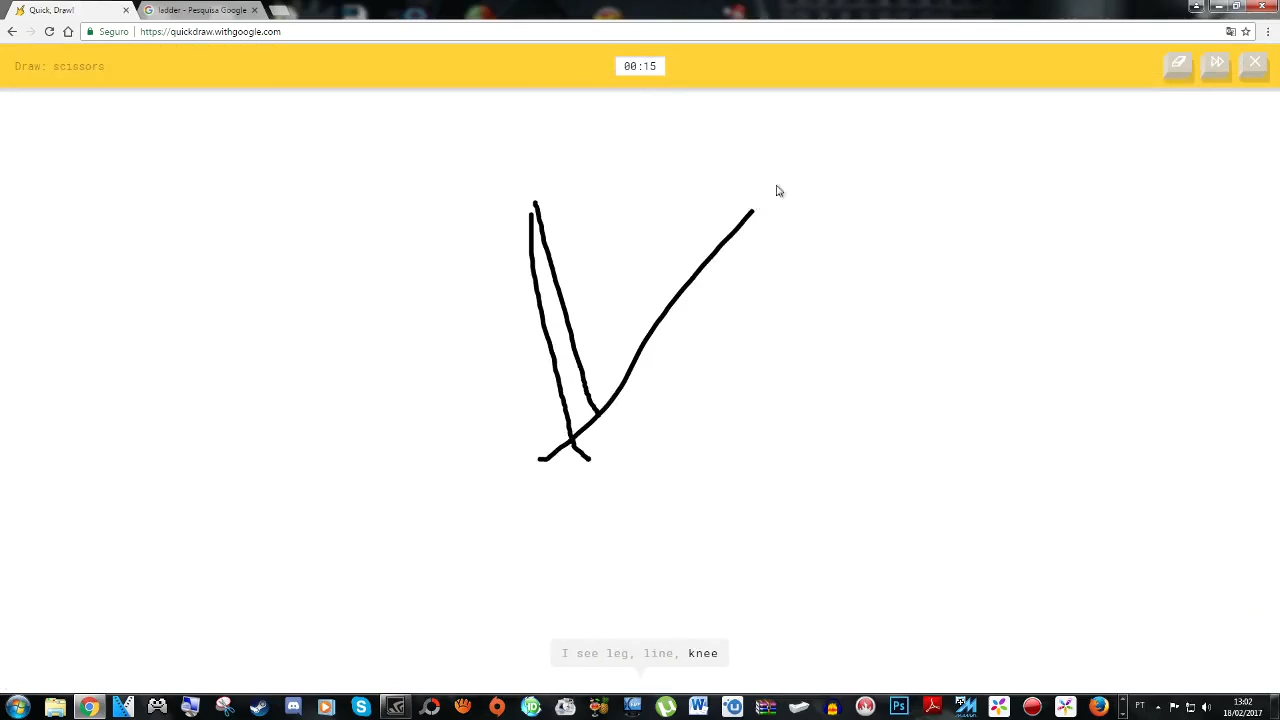 Quick, Draw!
ladder - Pesquisa Google
Seguro
https://quickdraw.withgoogle.com
Draw: scissors
00:15
I see leg, line, knee
PT
13:02
18/02/2017